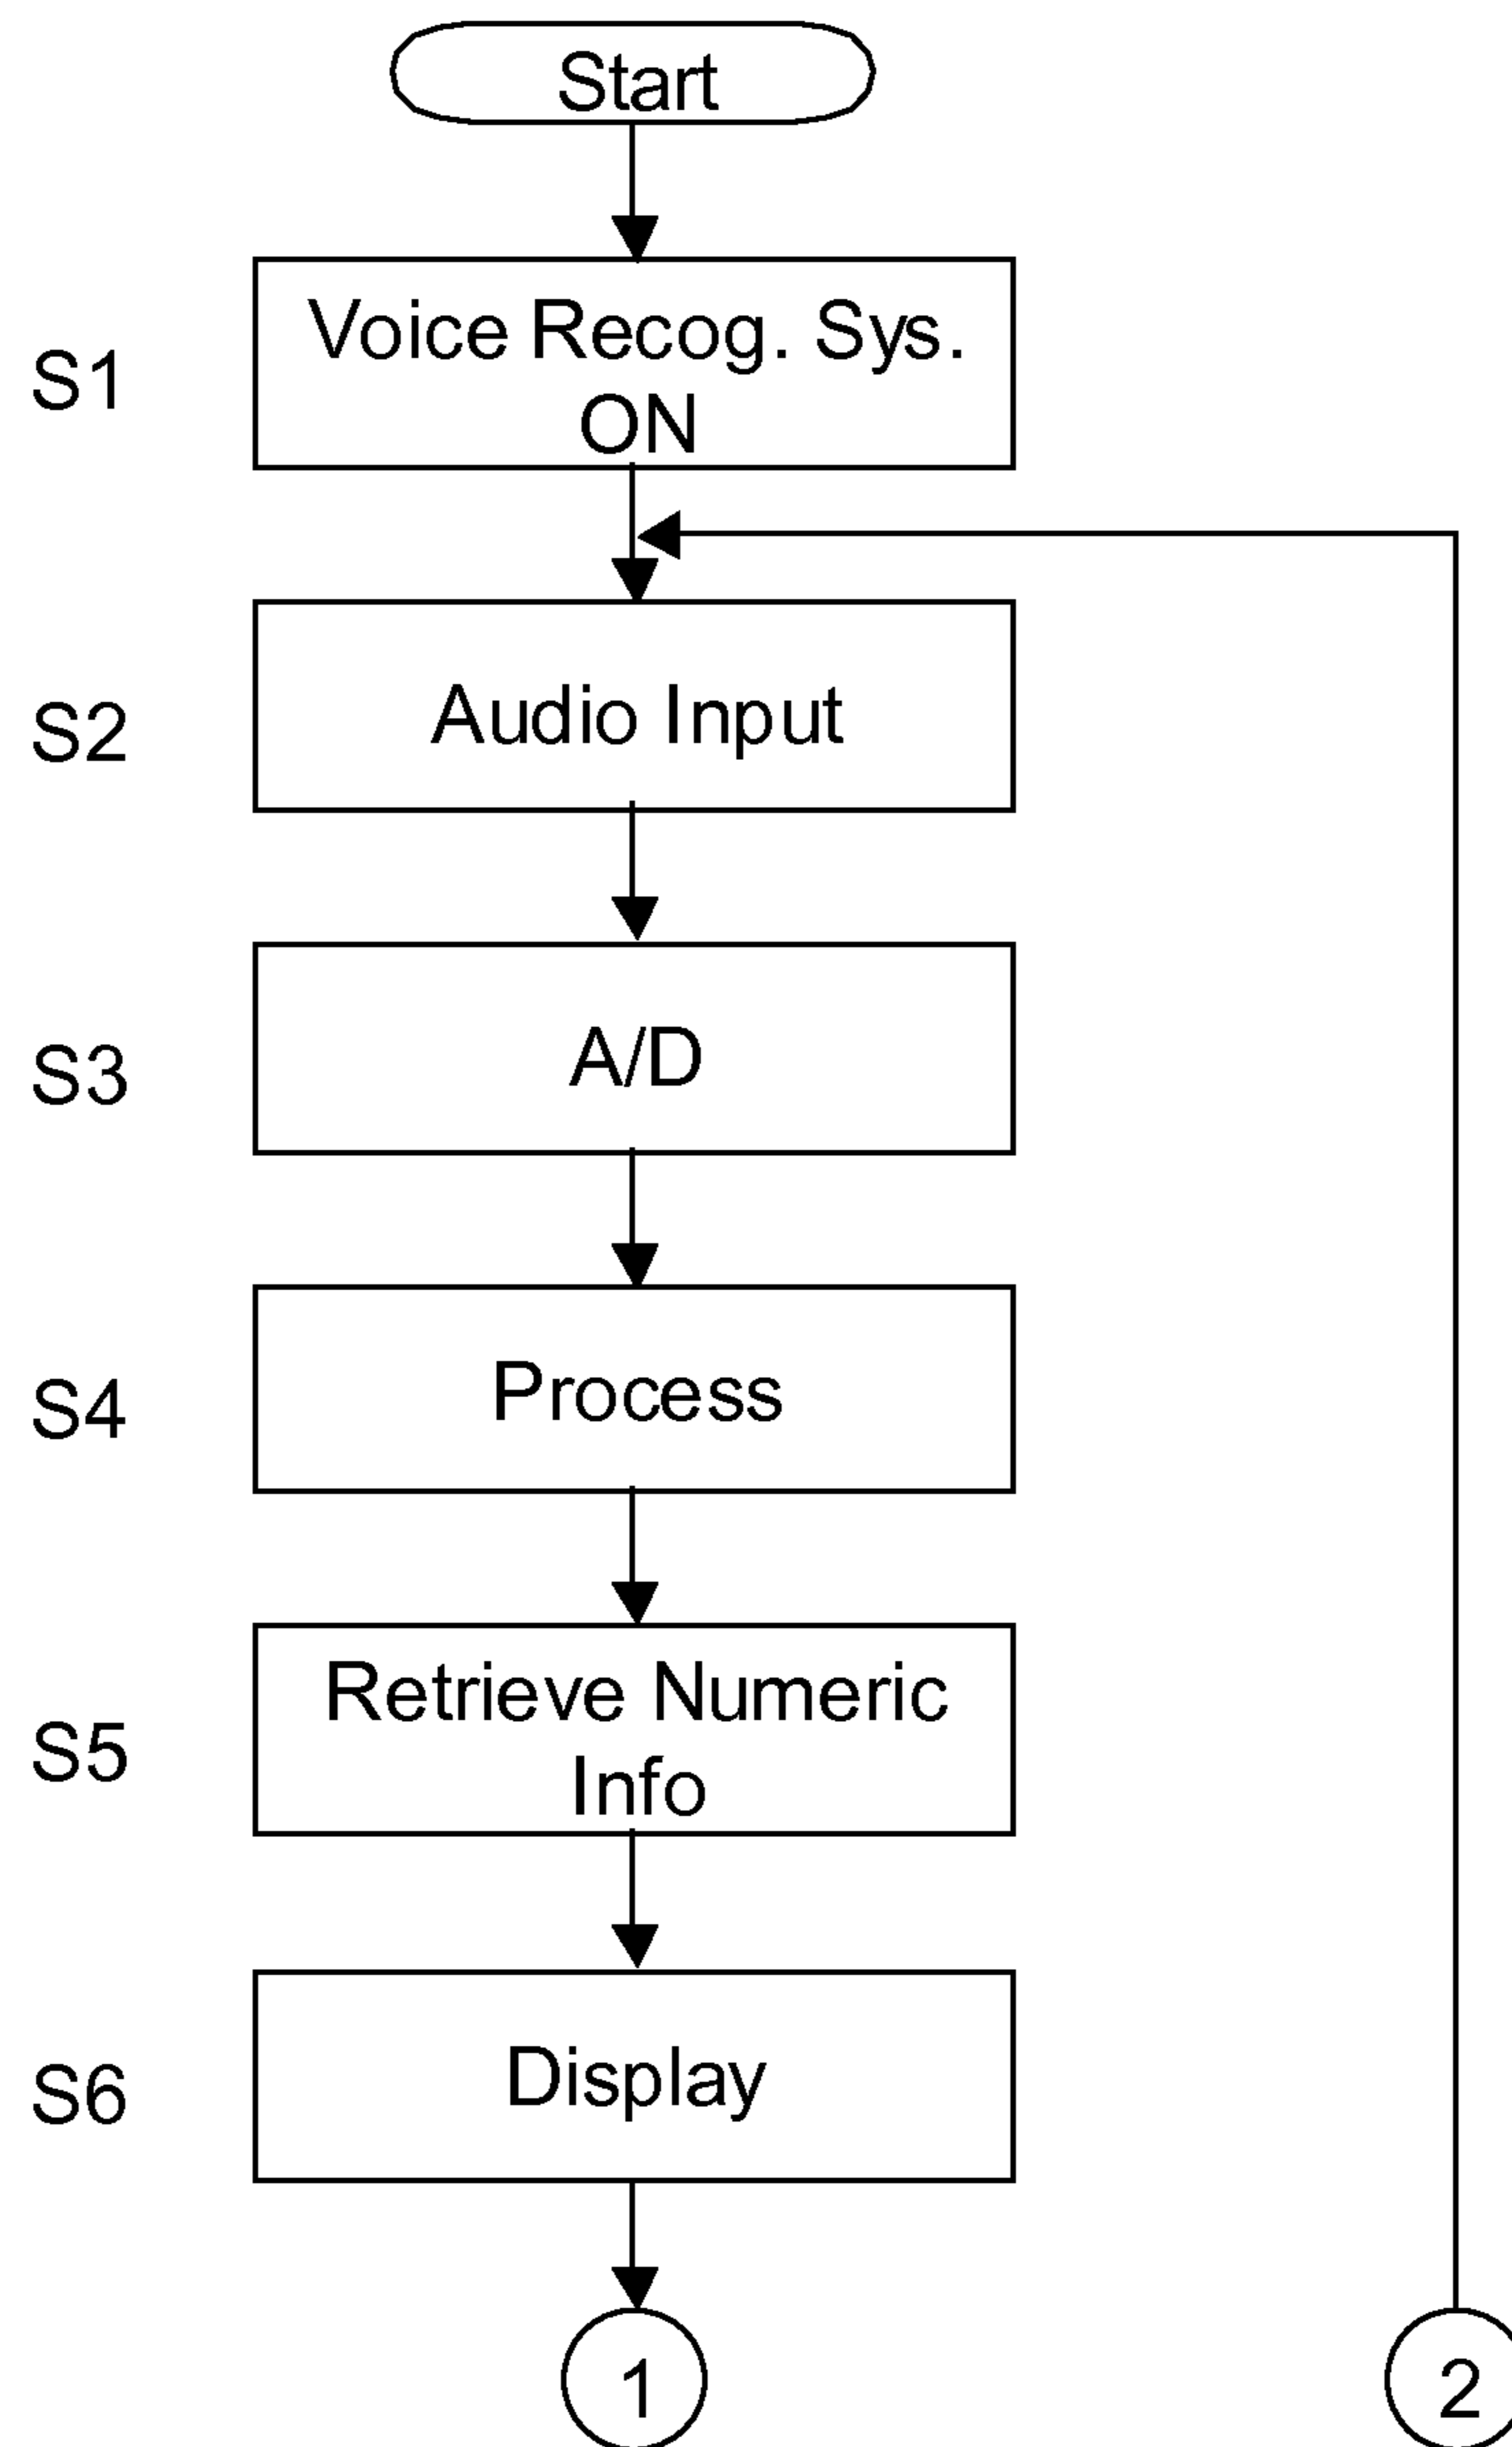 Start
S1
Voice Recog. Sys.
ON
S2
Audio Input
S3
A/D
S4
Process
S5
Retrieve Numeric
Info
S6
Display
1
2